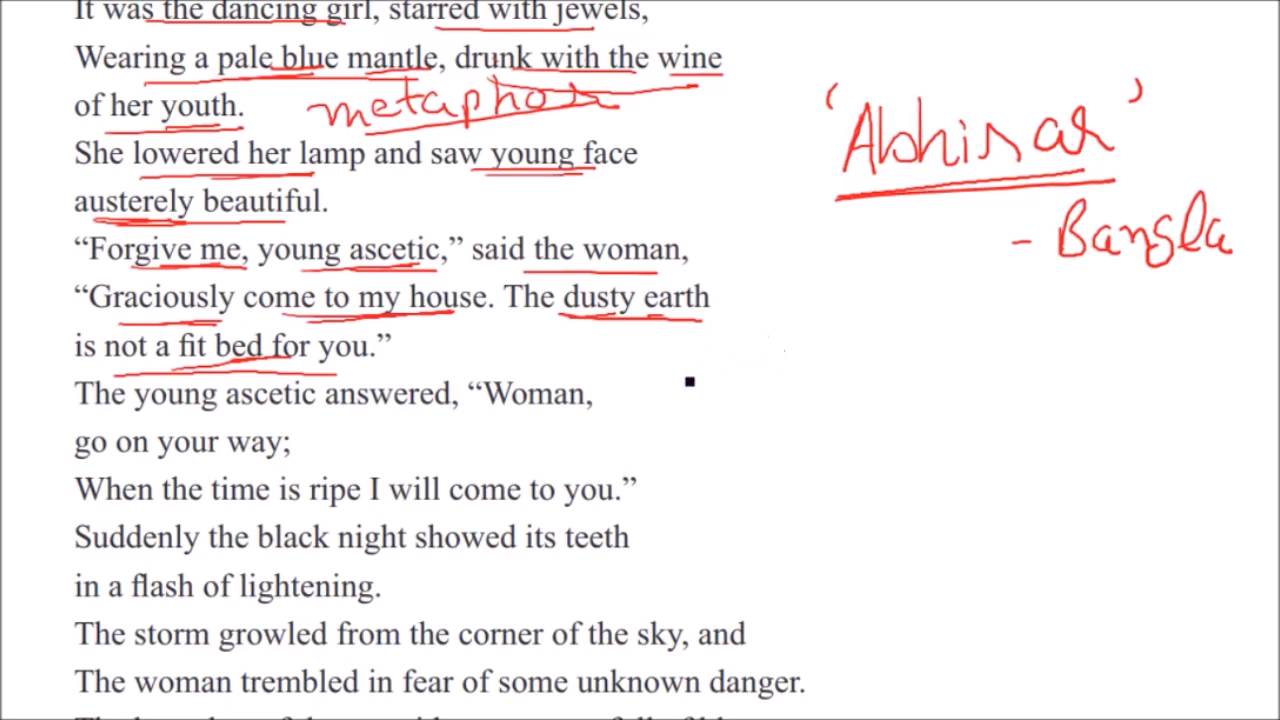 It was the dancing girl, starred with jewels,
Wearing a pale blue mantle, drunk with the wine
of her youth.
metaphor
She lowered her lamp and saw young face
austerely beautiful.
“Forgive me, young ascetic,” said the woman,
“Graciously come to my house. The dusty earth
is not a fit bed for you.”
The young ascetic answered, “Woman,
go on your way;
When the time is ripe I will come to you.”
Suddenly the black night showed its teeth
in a flash of lightening.
The storm growled from the corner of the sky, and
The woman trembled in fear of some unknown danger.
‘Abhisar’
- Bangla